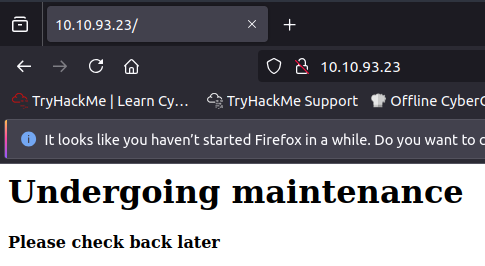 10.10.93.23/
10.10.93.23
TryHackMe | Learn Cy… TryHackMe Support Offline CyberC
It looks like you haven't started Firefox in a while. Do you want to c
Undergoing maintenance
Please check back later